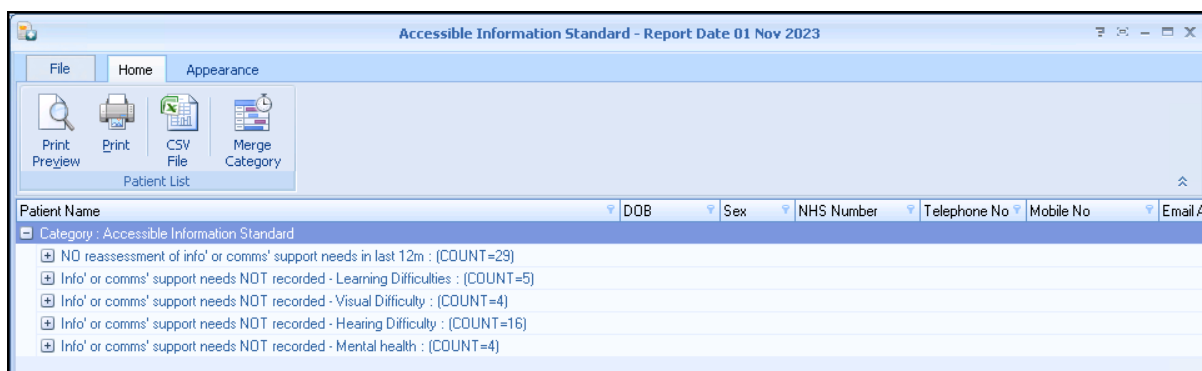 Accessible Information Standard - Report Date 01 Nov 2023
File Home Appearance
Print Preview
Print
CSV File
Merge Category
Patient List
Patient Name DOB Sex NHS Number Telephone No Mobile No Email A
Category : Accessible Information Standard
NO reassessment of info' or comms' support needs in last 12m : (COUNT=29)
Info' or comms' support needs NOT recorded - Learning Difficulties : (COUNT=5)
Info' or comms' support needs NOT recorded - Visual Difficulty : (COUNT=4)
Info' or comms' support needs NOT recorded - Hearing Difficulty : (COUNT=16)
Info' or comms' support needs NOT recorded - Mental health : (COUNT=4)